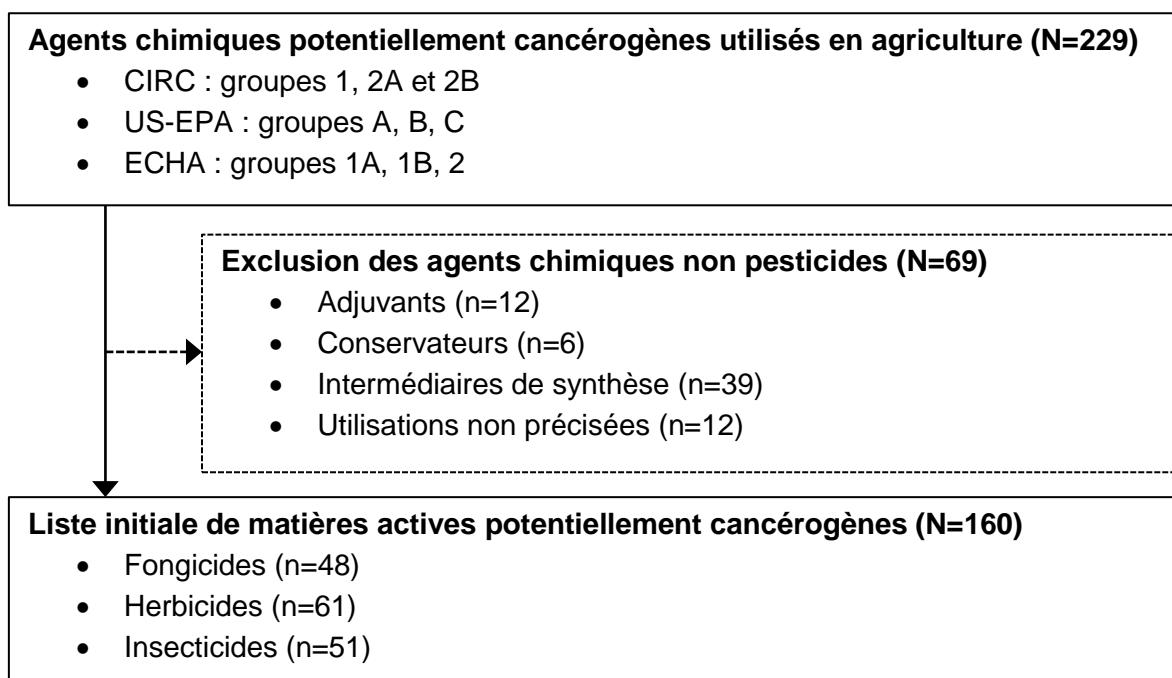 Agents chimiques potentiellement cancérogènes utilisés en agriculture (N=229)
• CIRC : groupes 1, 2A et 2B
• US-EPA : groupes A, B, C
• ECHA : groupes 1A, 1B, 2
Exclusion des agents chimiques non pesticides (N=69)
• Adjuvants (n=12)
• Conservateurs (n=6)
• Intermédiaires de synthèse (n=39)
• Utilisations non précisées (n=12)
Liste initiale de matières actives potentiellement cancérogènes (N=160)
• Fongicides (n=48)
• Herbicides (n=61)
• Insecticides (n=51)